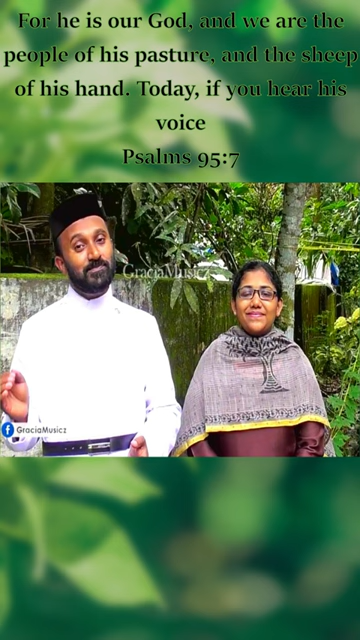 For he is our God, and we are the
people of his pasture, and the sheep
of his hand. Today, if you hear his
voice
Psalms 95:7
GraciaMusicz
GraciaMusicz